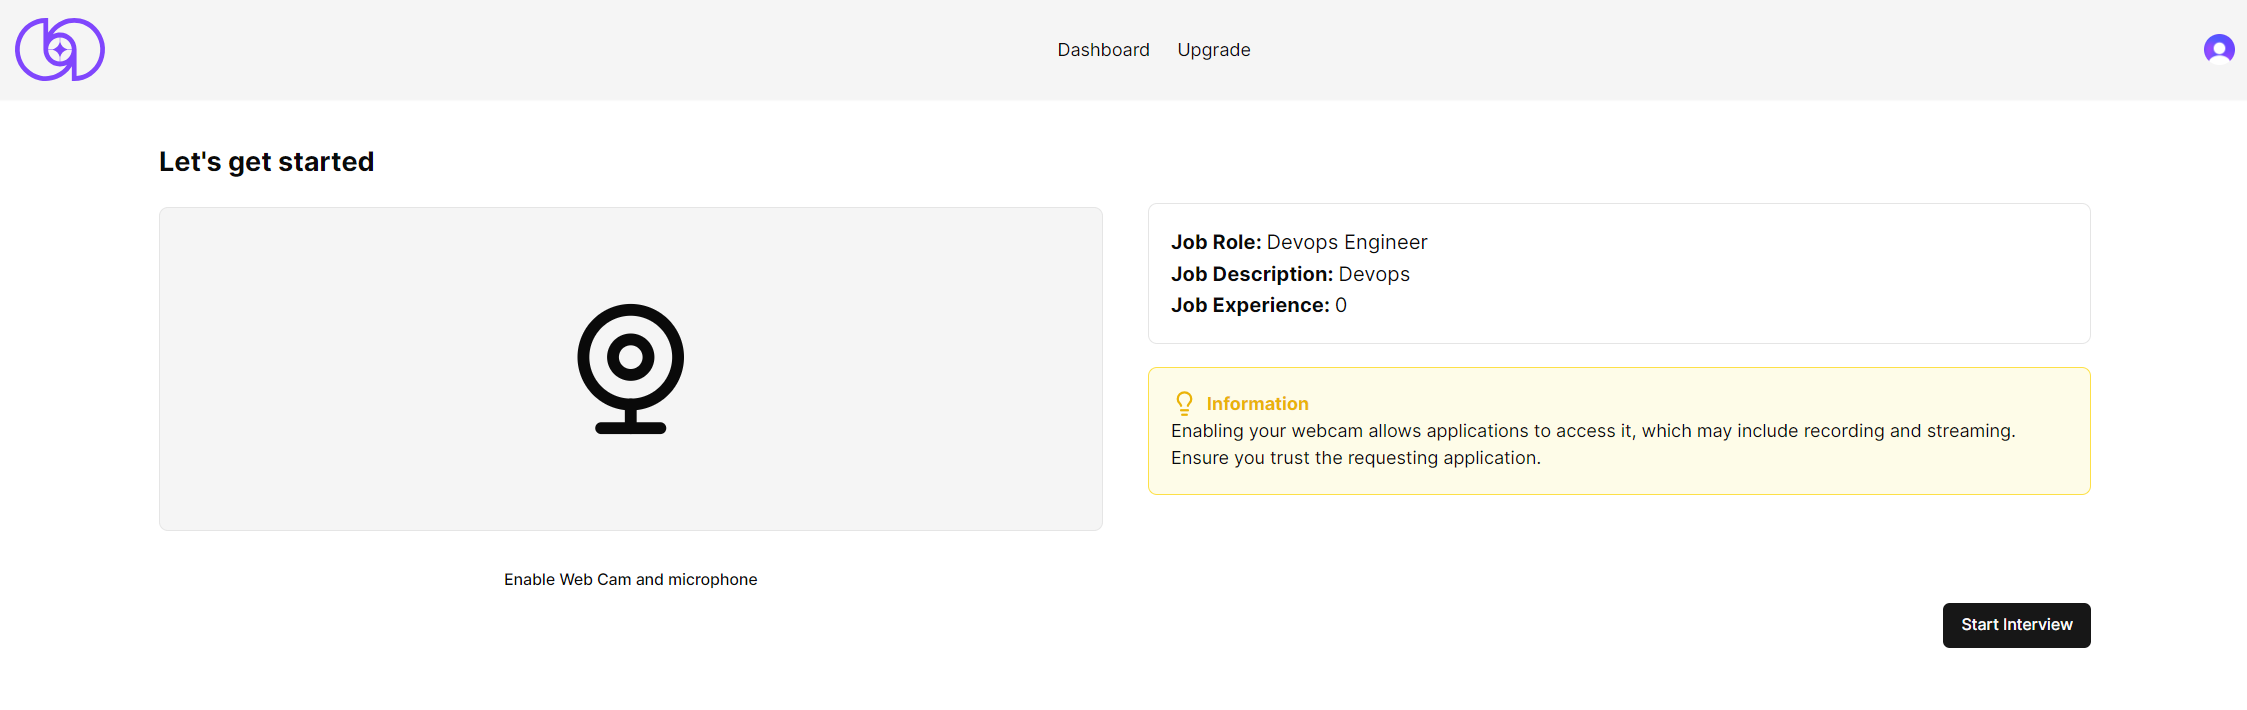 Dashboard Upgrade
Let's get started
Job Role: Devops Engineer
Job Description: Devops
Job Experience: 0
Information
Enabling your webcam allows applications to access it, which may include recording and streaming.
Ensure you trust the requesting application.
Enable Web Cam and microphone
Start Interview